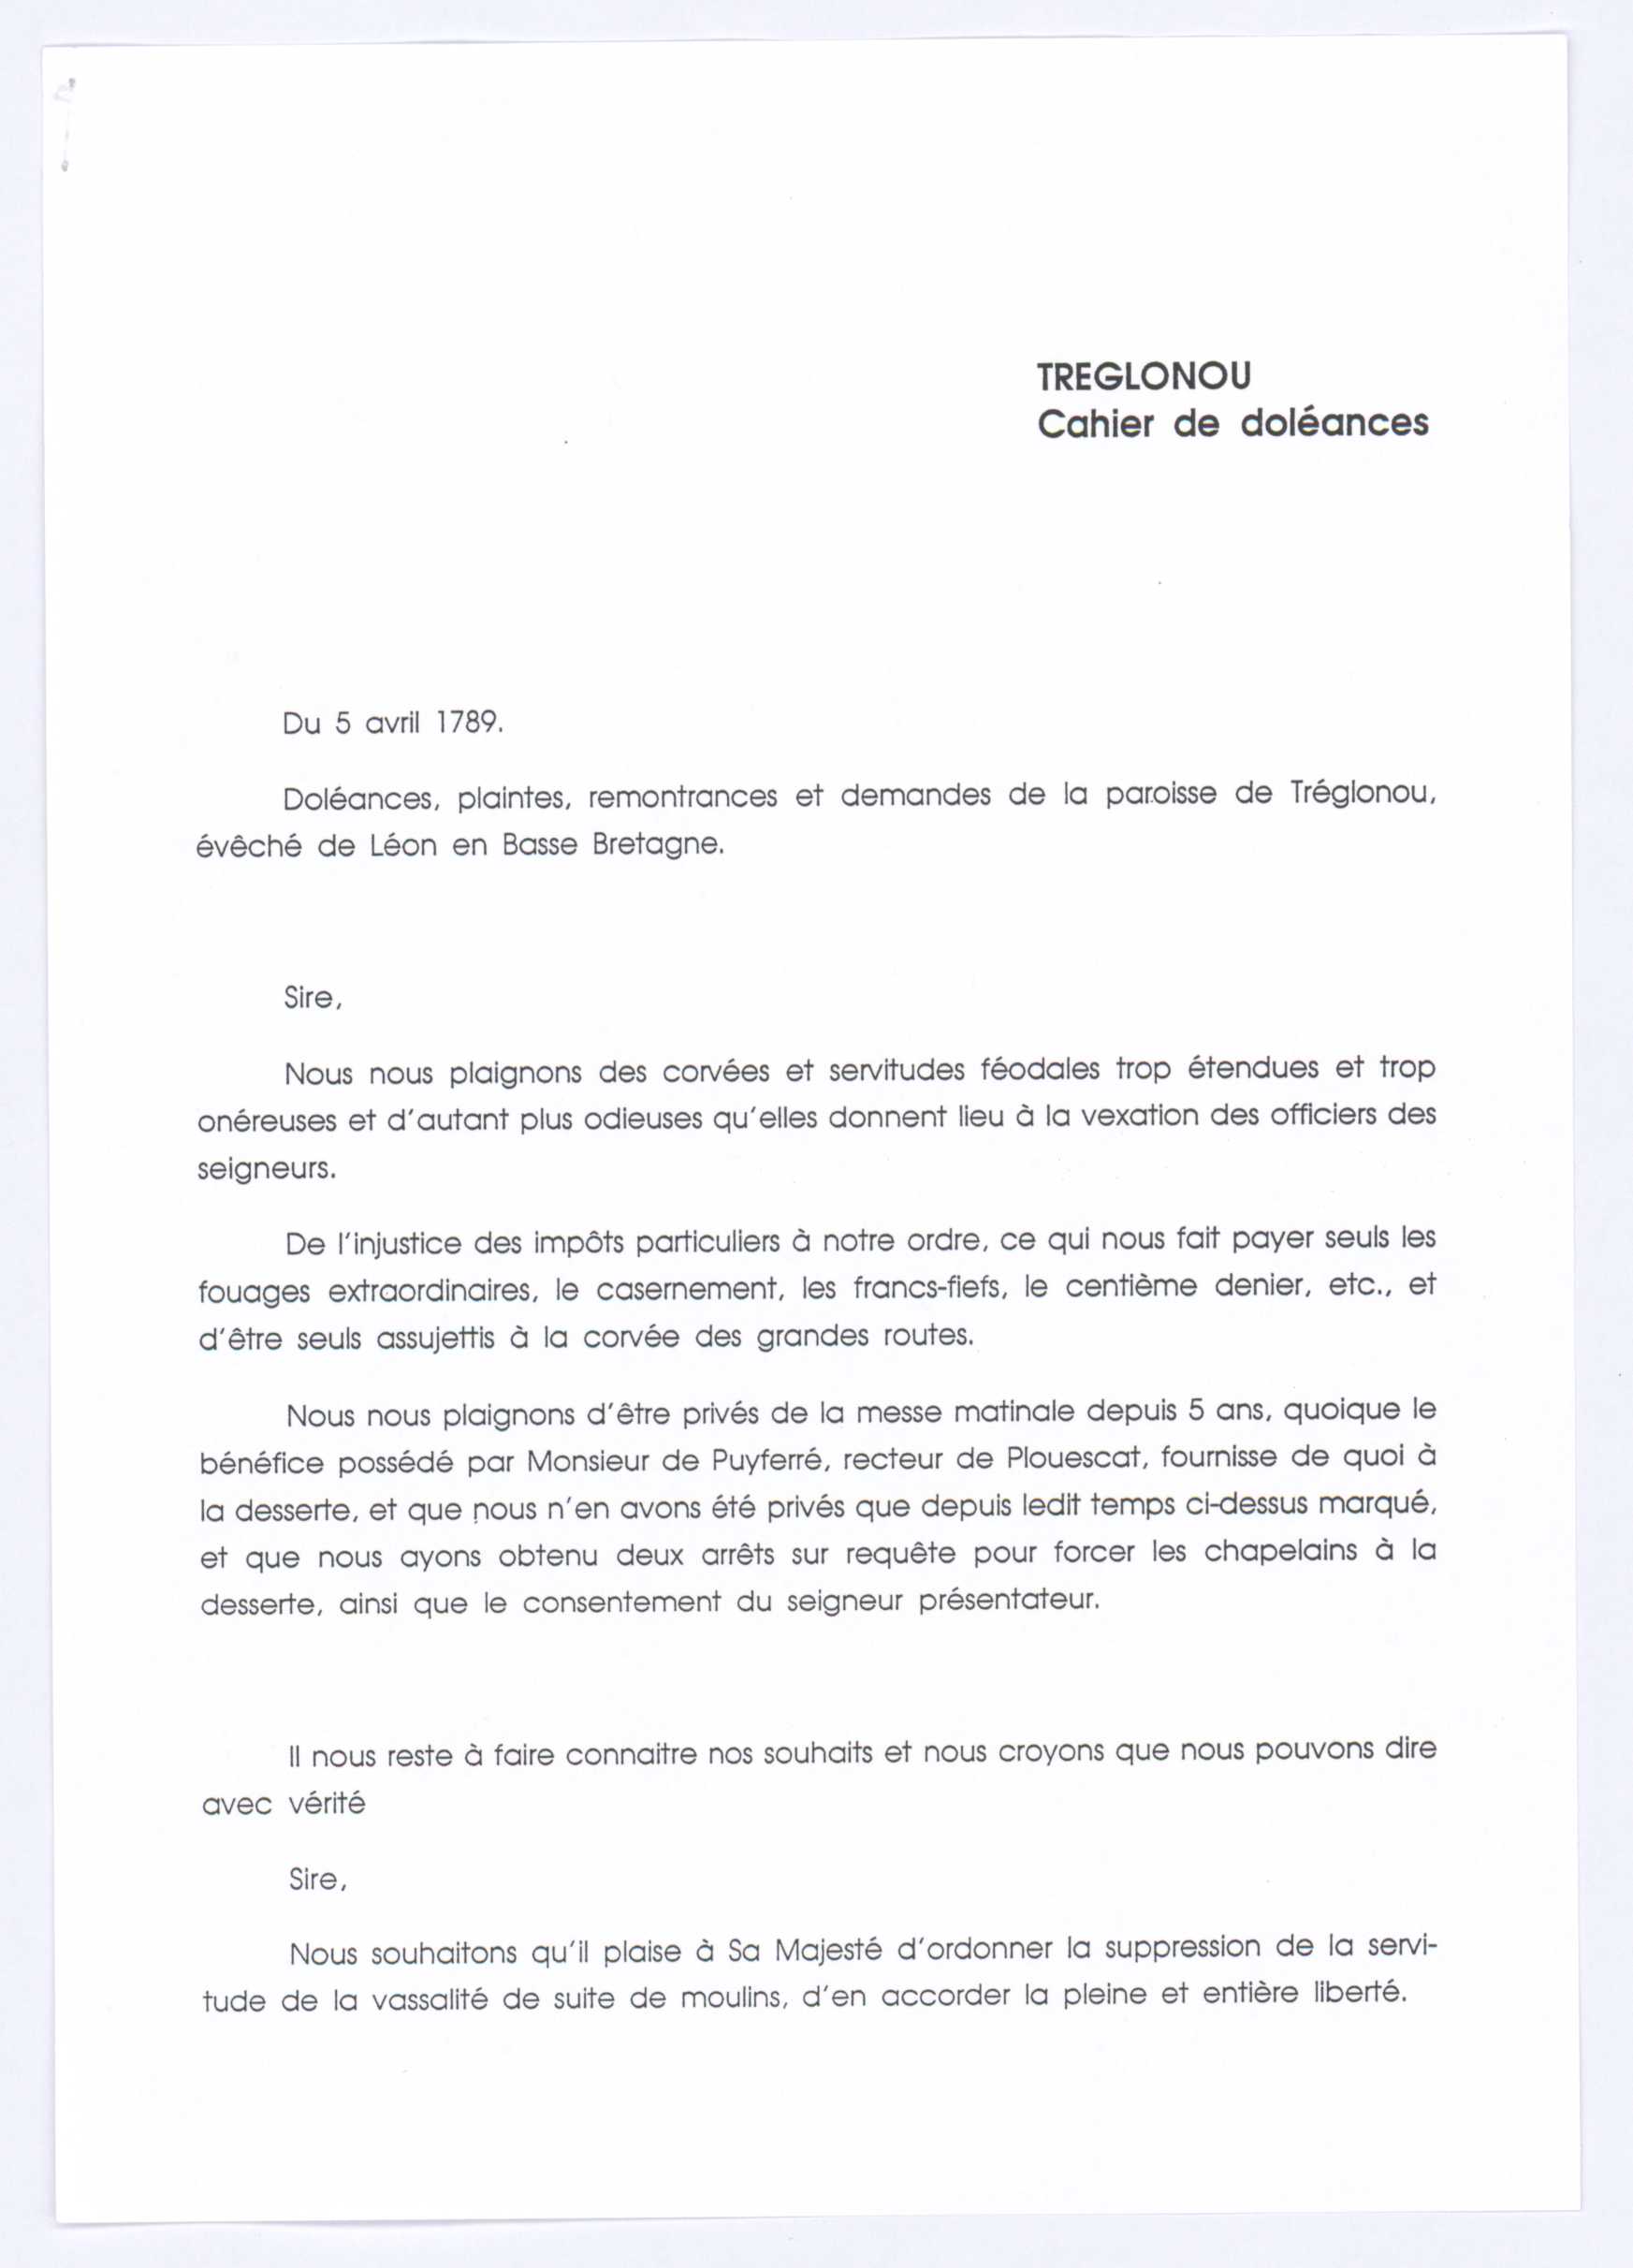 TREGLONOU
Cahier de doléances
Du 5 avril 1789.
Doléances, plaintes, remontrances et demandes de la paroisse de Tréglonou,
évêché de Léon en Basse Bretagne.
Sire,
Nous nous plaignons des corvées et servitudes féodales trop étendues et trop
onéreuses et d'autant plus odieuses qu'elles donnent lieu à la vexation des officiers des
seigneurs.
De l'injustice des impôts particuliers à notre ordre, ce qui nous fait payer seuls les
fouages extraordinaires, le casernement, les francs-fiefs, le centième denier, etc., et
d'être seuls assujettis à la corvée des grandes routes.
Nous nous plaignons d'être privés de la messe matinale depuis 5 ans, quoique le
bénéfice possédé par Monsieur de Puyferré, recteur de Plouescat, fournisse de quoi à
la desserte, et que nous n'en avons été privés que depuis ledit temps ci-dessus marqué,
et que nous ayons obtenu deux arrêts sur requête pour forcer les chapelains à la
desserte, ainsi que le consentement du seigneur présentateur.
Il nous reste à faire connaitre nos souhaits et nous croyons que nous pouvons dire
avec vérité
Sire,
Nous souhaitons qu'il plaise à Sa Majesté d'ordonner la suppression de la servi-
tude de la vassalité de suite de moulins, d'en accorder la pleine et entière liberté.